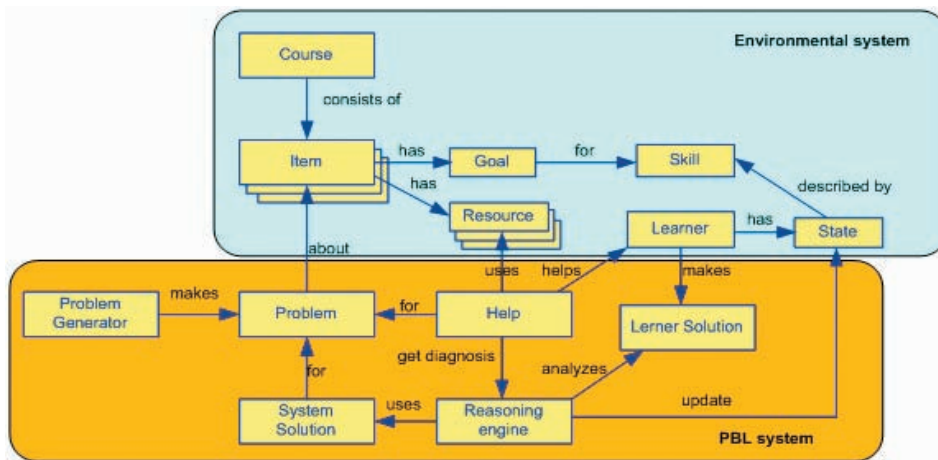 Environmental system
Course
consists of
Item
has
Goal
for
Skill
has
described by
Resource
Learner
has
State
about
uses
helps
makes
Problem
Generator
makes
Problem
for
Help
Lerner Solution
get diagnosis
for
analyzes
System
Solution
uses
Reasoning
engine
update
PBL system